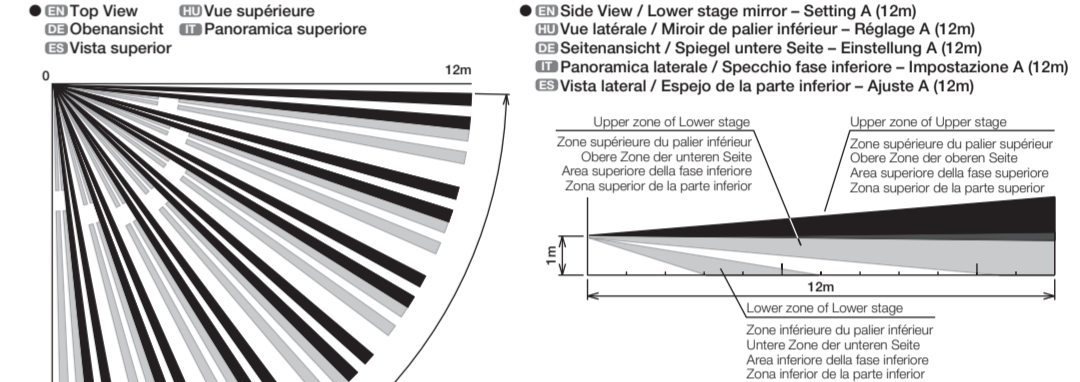 ● EN Top View HU Vue supérieure
DE Obenansicht IT Panoramica superiore
ES Vista superior
0
12m
● EN Side View / Lower stage mirror – Setting A (12m)
HU Vue latérale / Miroir de palier inférieur – Réglage A (12m)
DE Seitenansicht / Spiegel untere Seite – Einstellung A (12m)
IT Panoramica laterale / Specchio fase inferiore – Impostazione A (12m)
ES Vista lateral / Espejo de la parte inferior – Ajuste A (12m)
Upper zone of Lower stage
Zone supérieure du palier inférieur
Obere Zone der unteren Seite
Area superiore della fase inferiore
Zona superior de la parte inferior
Upper zone of Upper stage
Zone supérieure du palier supérieur
Obere Zone der oberen Seite
Area superiore della fase superiore
Zona superior de la parte superior
1m
12m
Lower zone of Lower stage
Zone inférieure du palier inférieur
Untere Zone der unteren Seite
Area inferiore della fase inferiore
Zona inferior de la parte inferior